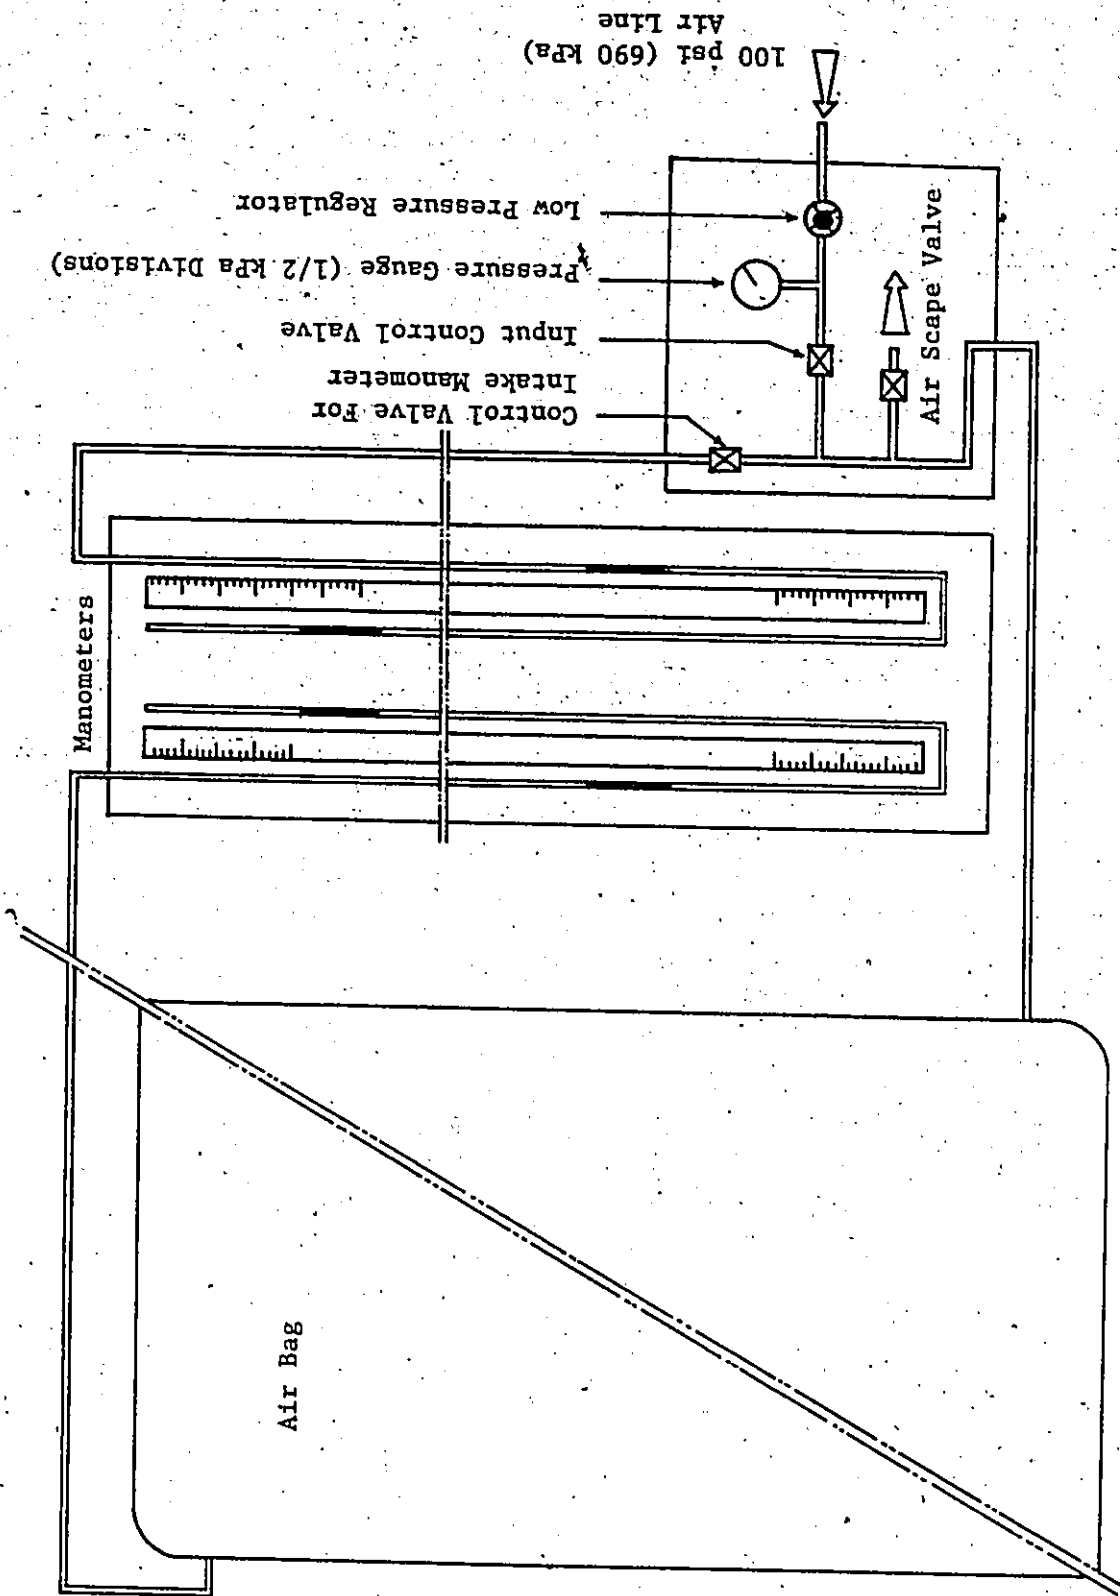 100 psi (690 kPa)
Air Line
Low Pressure Regulator
Pressure Gauge (1/2 kPa Divisions)
Input Control Valve
Control Valve For
Intake Manometer
Air Scape Valve
Manometers
Air Bag